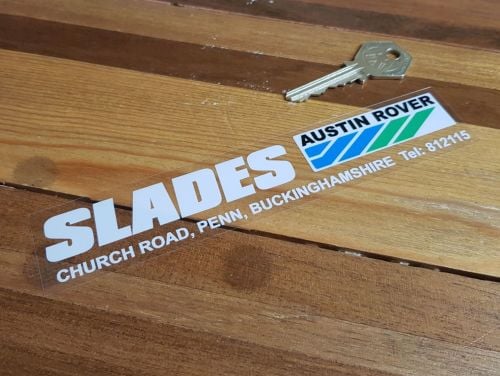 SLADES
AUSTIN ROVER
CHURCH ROAD, PENN, BUCKINGHAMSHIRE Tel: 812115